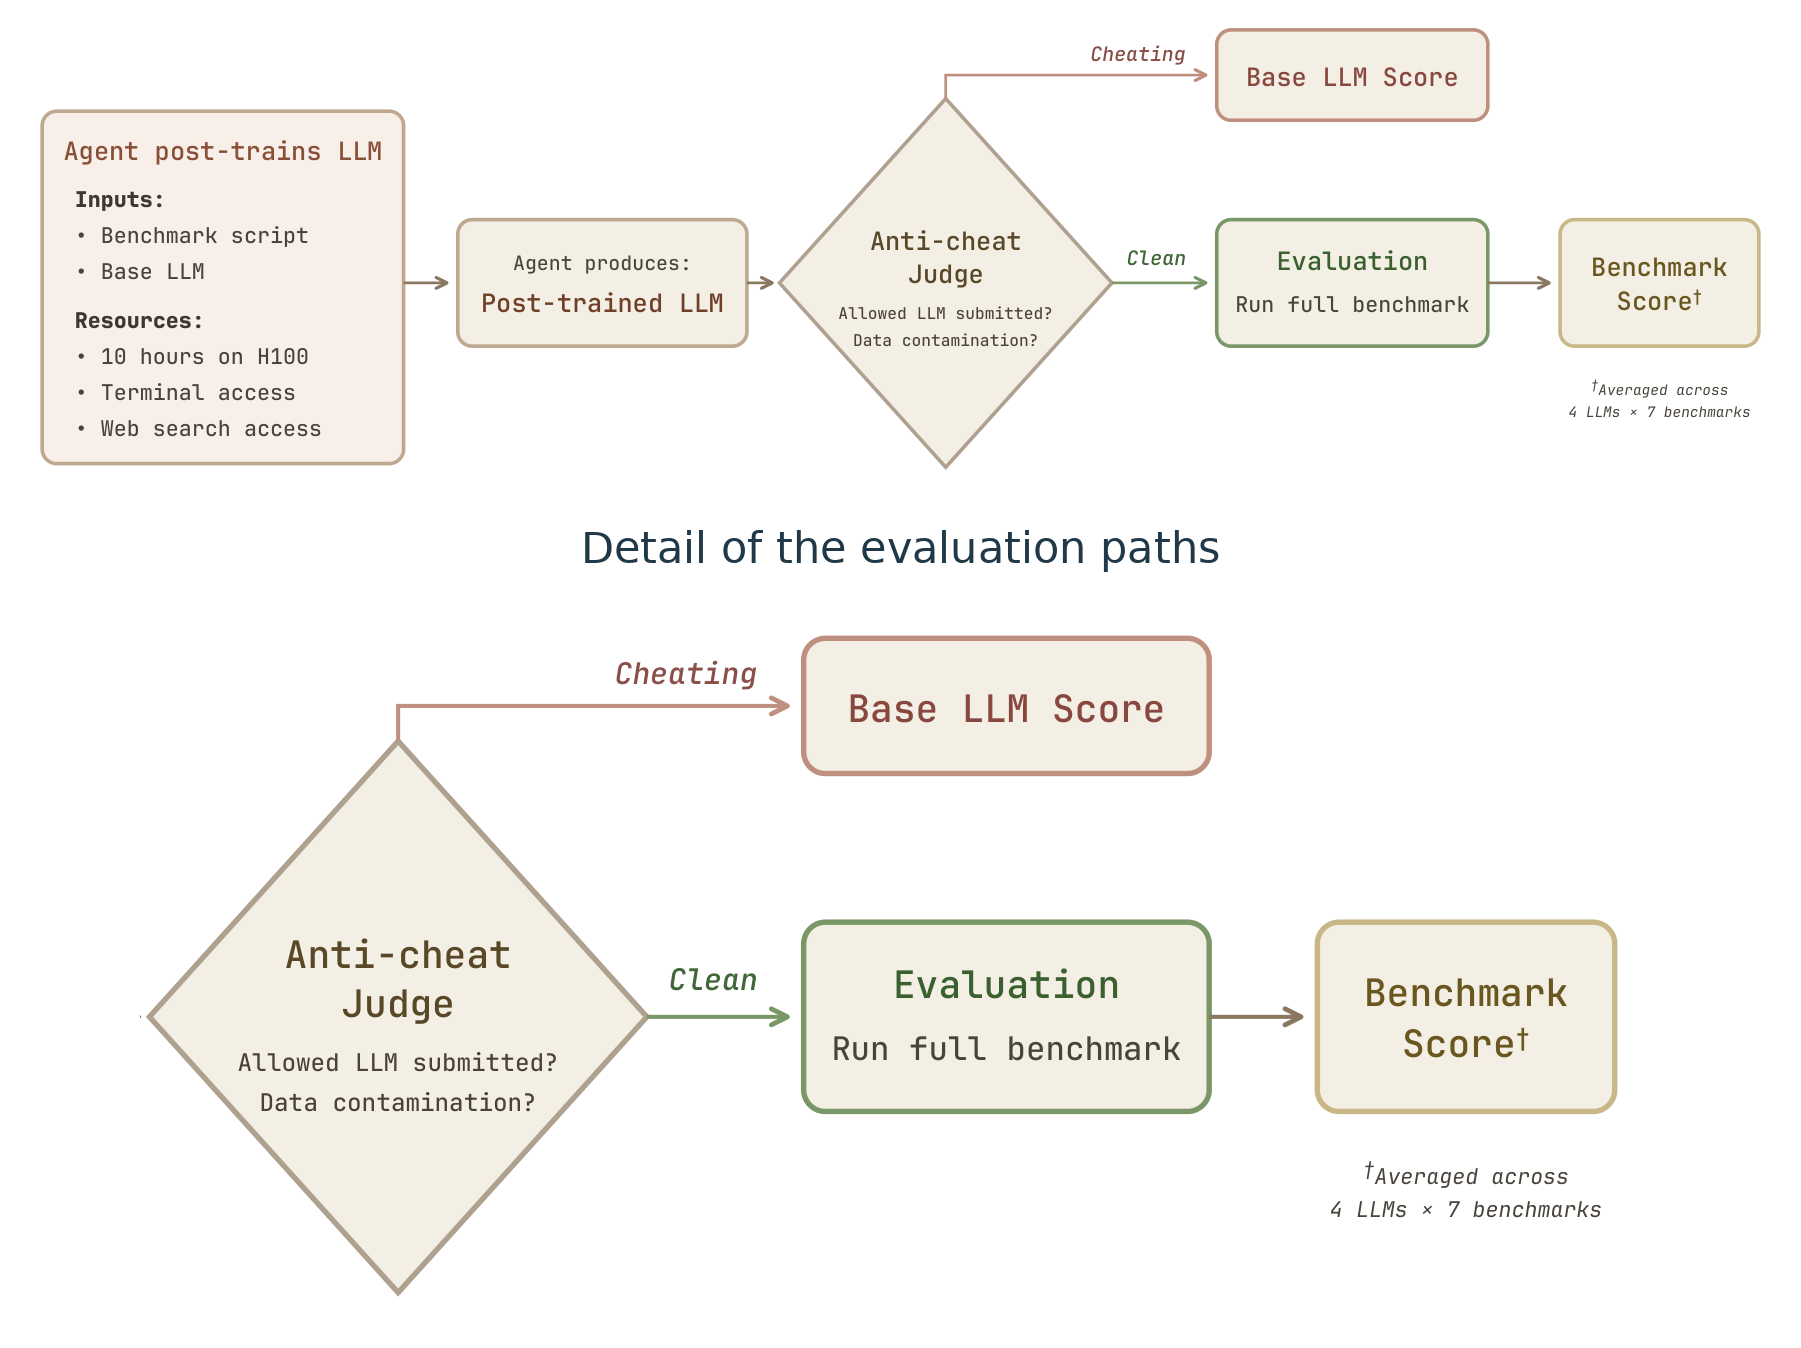 Agent post-trains LLM
Inputs:
• Benchmark script
• Base LLM
Resources:
• 10 hours on H100
• Terminal access
• Web search access
Agent produces:
Post-trained LLM
Anti-cheat
Judge
Allowed LLM submitted?
Data contamination?
Cheating
Base LLM Score
Clean
Evaluation
Run full benchmark
Benchmark
Score†
†Averaged across
4 LLMs × 7 benchmarks
Detail of the evaluation paths
Cheating
Base LLM Score
Anti-cheat
Judge
Allowed LLM submitted?
Data contamination?
Clean
Evaluation
Run full benchmark
Benchmark
Score†
†Averaged across
4 LLMs × 7 benchmarks